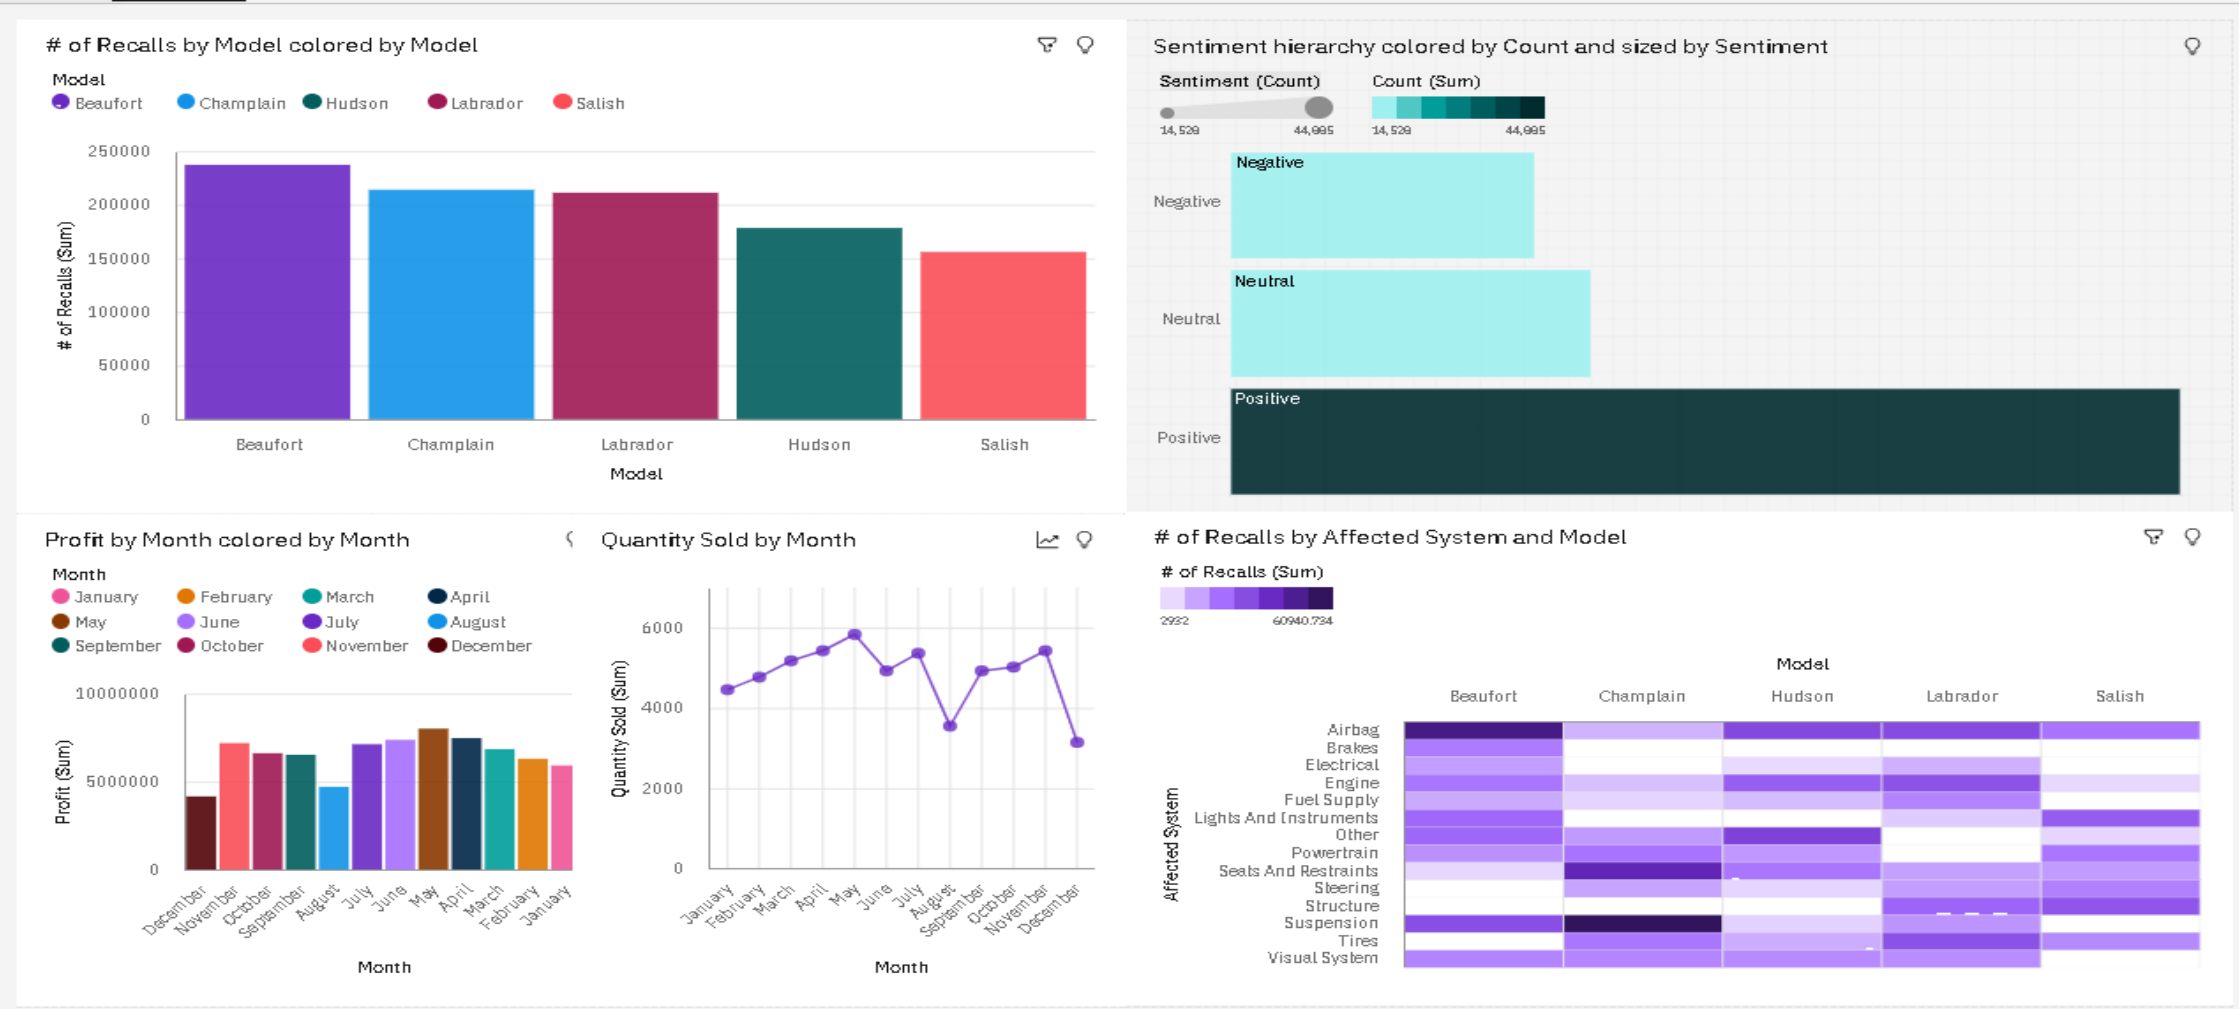 # of Recalls by Model colored by Model
Model
Beaufort Champlain Hudson Labrador Salish
# of Recalls (Sum)
250000
200000
150000
100000
50000
0
Beaufort Champlain Labrador Hudson Salish
Model
Sentiment hierarchy colored by Count and sized by Sentiment
Sentiment (Count) Count (Sum)
14,528 14,528
Negative
Negative
Neutral
Neutral
Positive
Positive
Profit by Month colored by Month
Month
January February March April
May June July August
September October November December
Profit (Sum)
10000000
5000000
0
December November October September August July June May April March February January
Month
Quantity Sold by Month
Quantity Sold (Sum)
6000
4000
2000
0
January February March April May June July August September October November December
Month
# of Recalls by Affected System and Model
# of Recalls (Sum)
2932 60940.734
Model
Beaufort Champlain Hudson Labrador Salish
Affected System
Airbag
Brakes
Electrical
Engine
Fuel Supply
Lights And Instruments
Other
Powertrain
Seats And Restraints
Steering
Structure
Suspension
Tires
Visual System